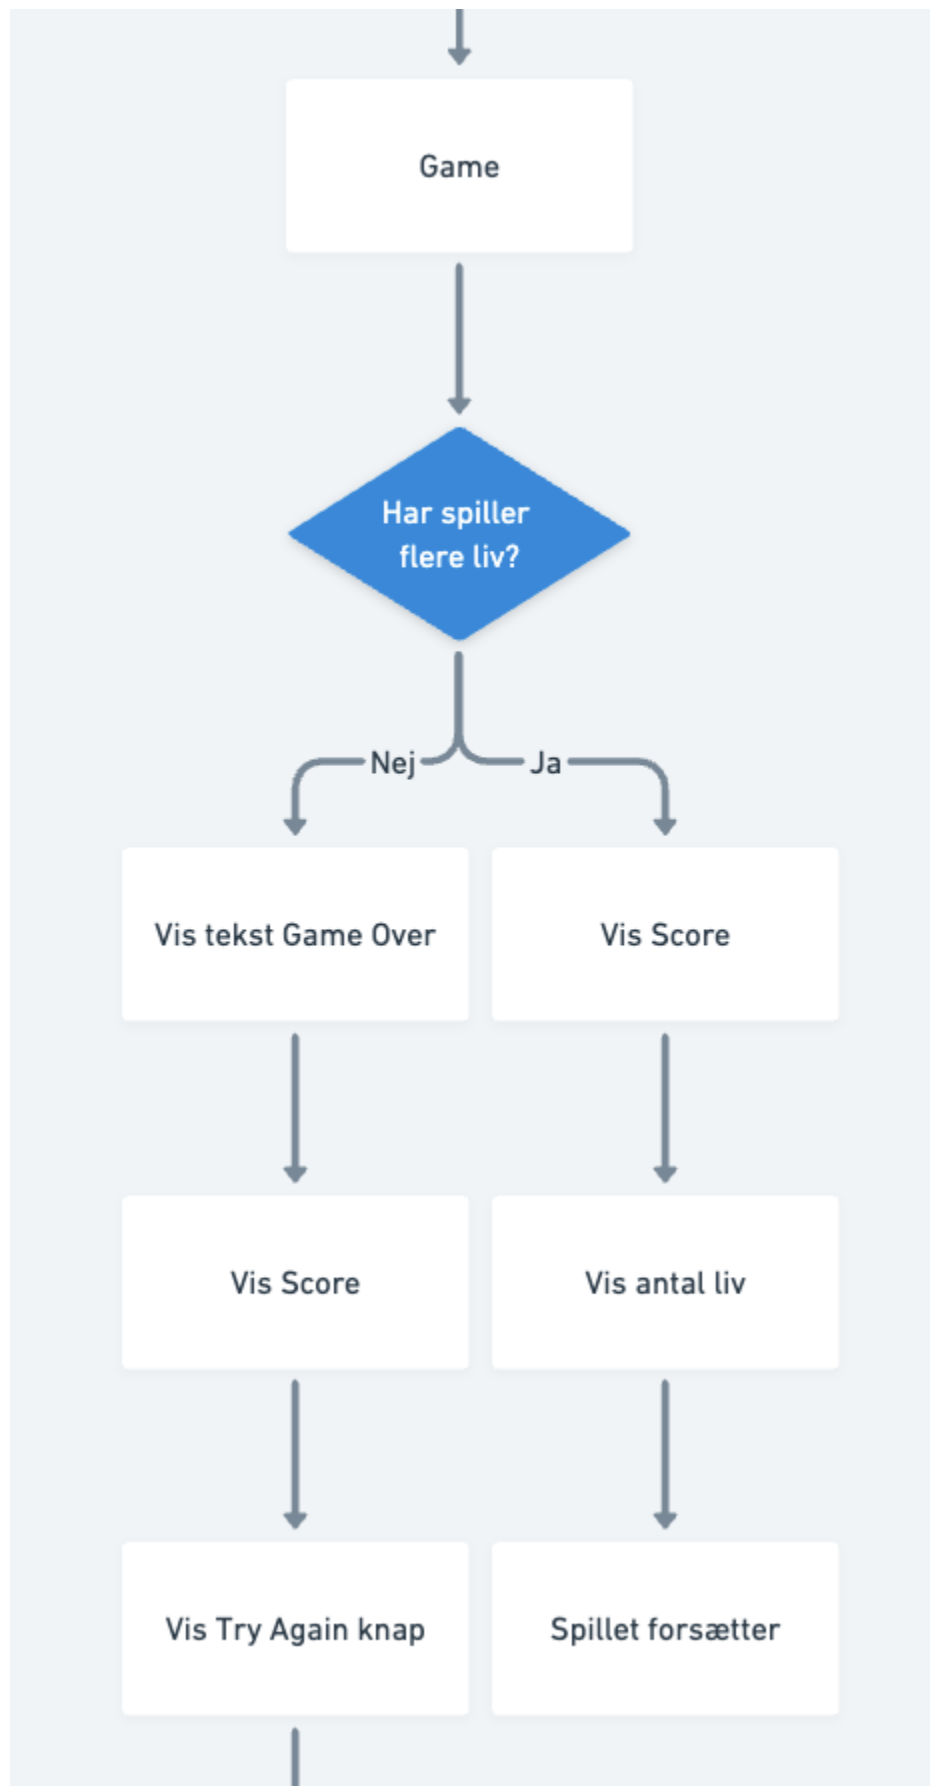 Game
Har spiller
flere liv?
Nej
Ja
Vis tekst Game Over
Vis Score
Vis Score
Vis antal liv
Vis Try Again knap
Spillet forsætter